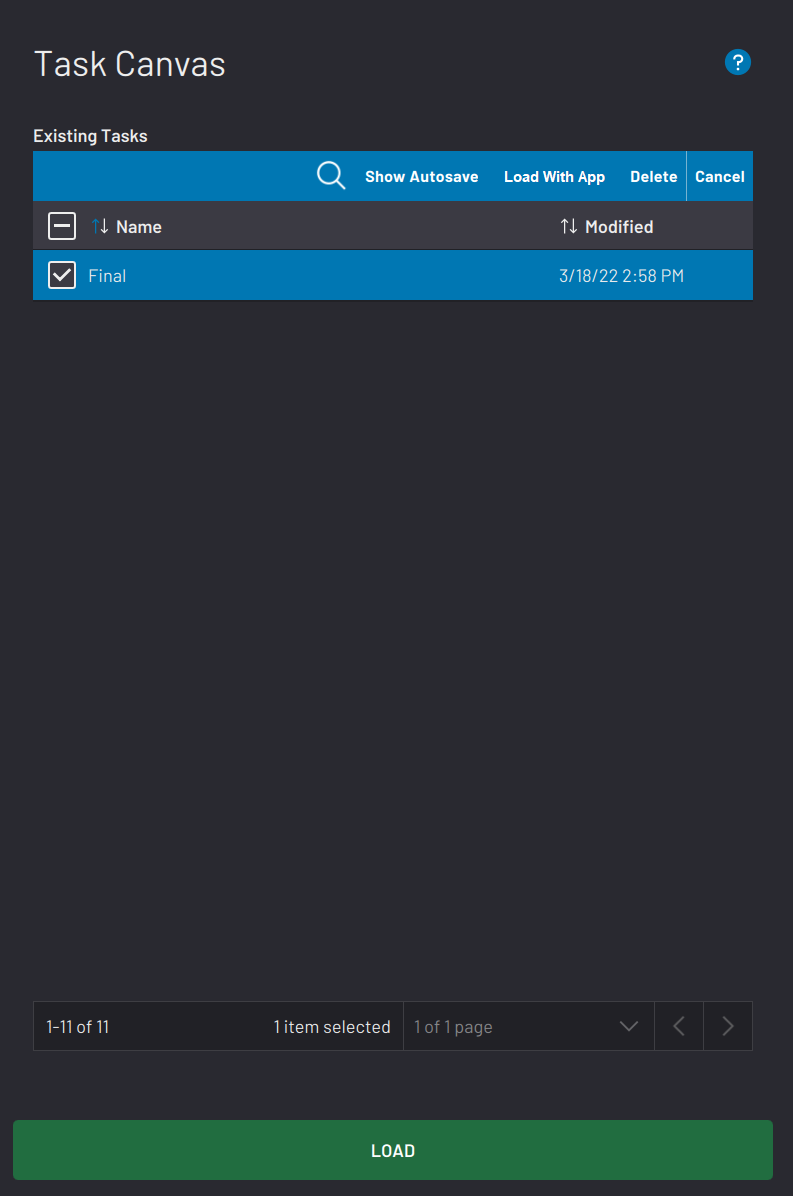 Task Canvas
?
Existing Tasks
Show Autosave Load With App Delete Cancel
Name Modified
Final 3/18/22 2:58 PM
1-11 of 11 1 item selected 1 of 1 page
LOAD